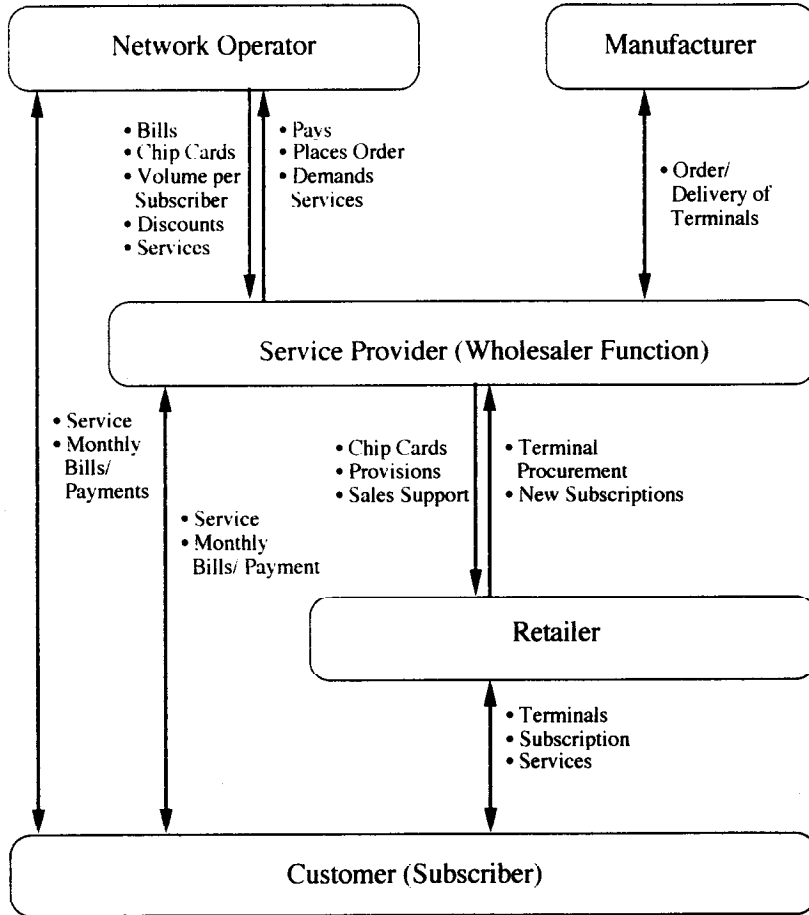 Network Operator
Manufacturer
• Bills
• Chip Cards
• Volume per
Subscriber
• Discounts
• Services
• Pays
• Places Order
• Demands
Services
• Order/
Delivery of
Terminals
Service Provider (Wholesaler Function)
• Service
• Monthly
Bills/
Payments
• Service
• Monthly
Bills/ Payment
• Chip Cards
• Provisions
• Sales Support
• Terminal
Procurement
• New Subscriptions
Retailer
• Terminals
• Subscription
• Services
Customer (Subscriber)